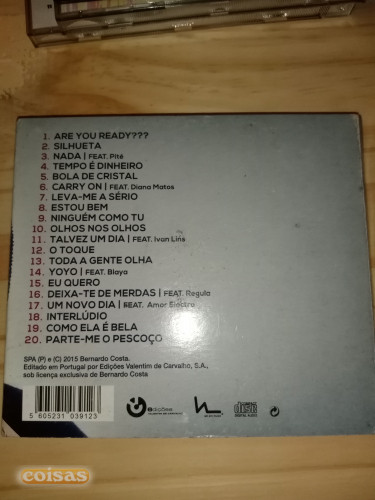 1. ARE YOU READY???
2. SILHUETA
3. NADA | FEAT. Pité
4. TEMPO É DINHEIRO
5. BOLA DE CRISTAL
6. CARRY ON | FEAT. Diana Matos
7. LEVA-ME A SÉRIO
8. ESTOU BEM
9. NINGUÉM COMO TU
10. OLHOS NOS OLHOS
11. TALVEZ UM DIA | FEAT. Ivan Lins
12. O TOQUE
13. TODA A GENTE OLHA
14. YOYO | FEAT. Blaya
15. EU QUERO
16. DEIXA-TE DE MERDAS | FEAT. Regula
17. UM NOVO DIA | FEAT. Amor Electro
18. INTERLÚDIO
19. COMO ELA É BELA
20. PARTE-ME O PESCOÇO
SPA (P) e (C) 2015 Bernardo Costa.
Editado em Portugal por Edições Valentim de Carvalho, S.A.,
sob licença exclusiva de Bernardo Costa
5 605231 039123
edições
DIGITAL AUDIO
coisas